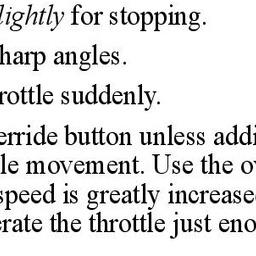 lightly for stopping.
harp angles.
rottle suddenly.
erride button unless addi
le movement. Use the ov
speed is greatly increase
erate the throttle just eno